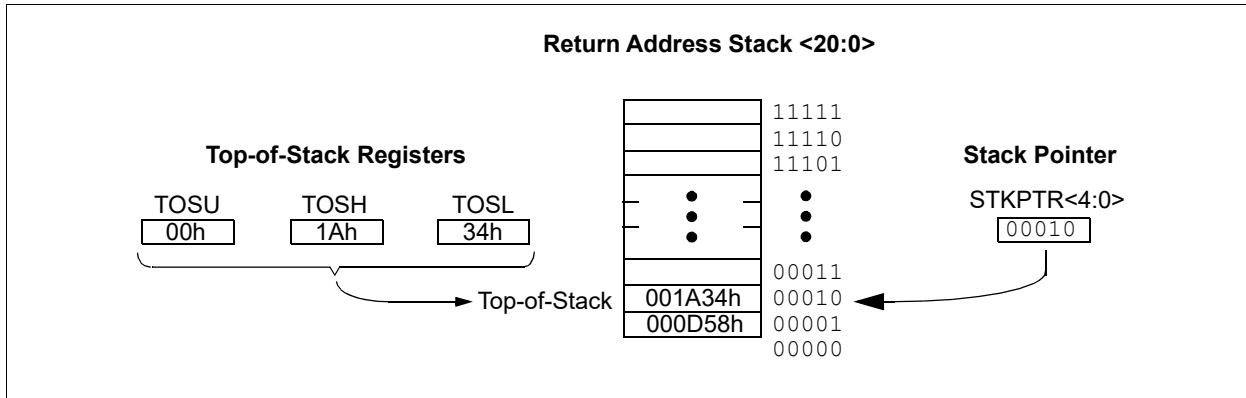 Return Address Stack <20:0>
11111
11110
11101
Top-of-Stack Registers
Stack Pointer
TOSU TOSH TOSL
00h 1Ah 34h
STKPTR<4:0>
00010
00011
Top-of-Stack 001A34h 00010
000D58h 00001
00000